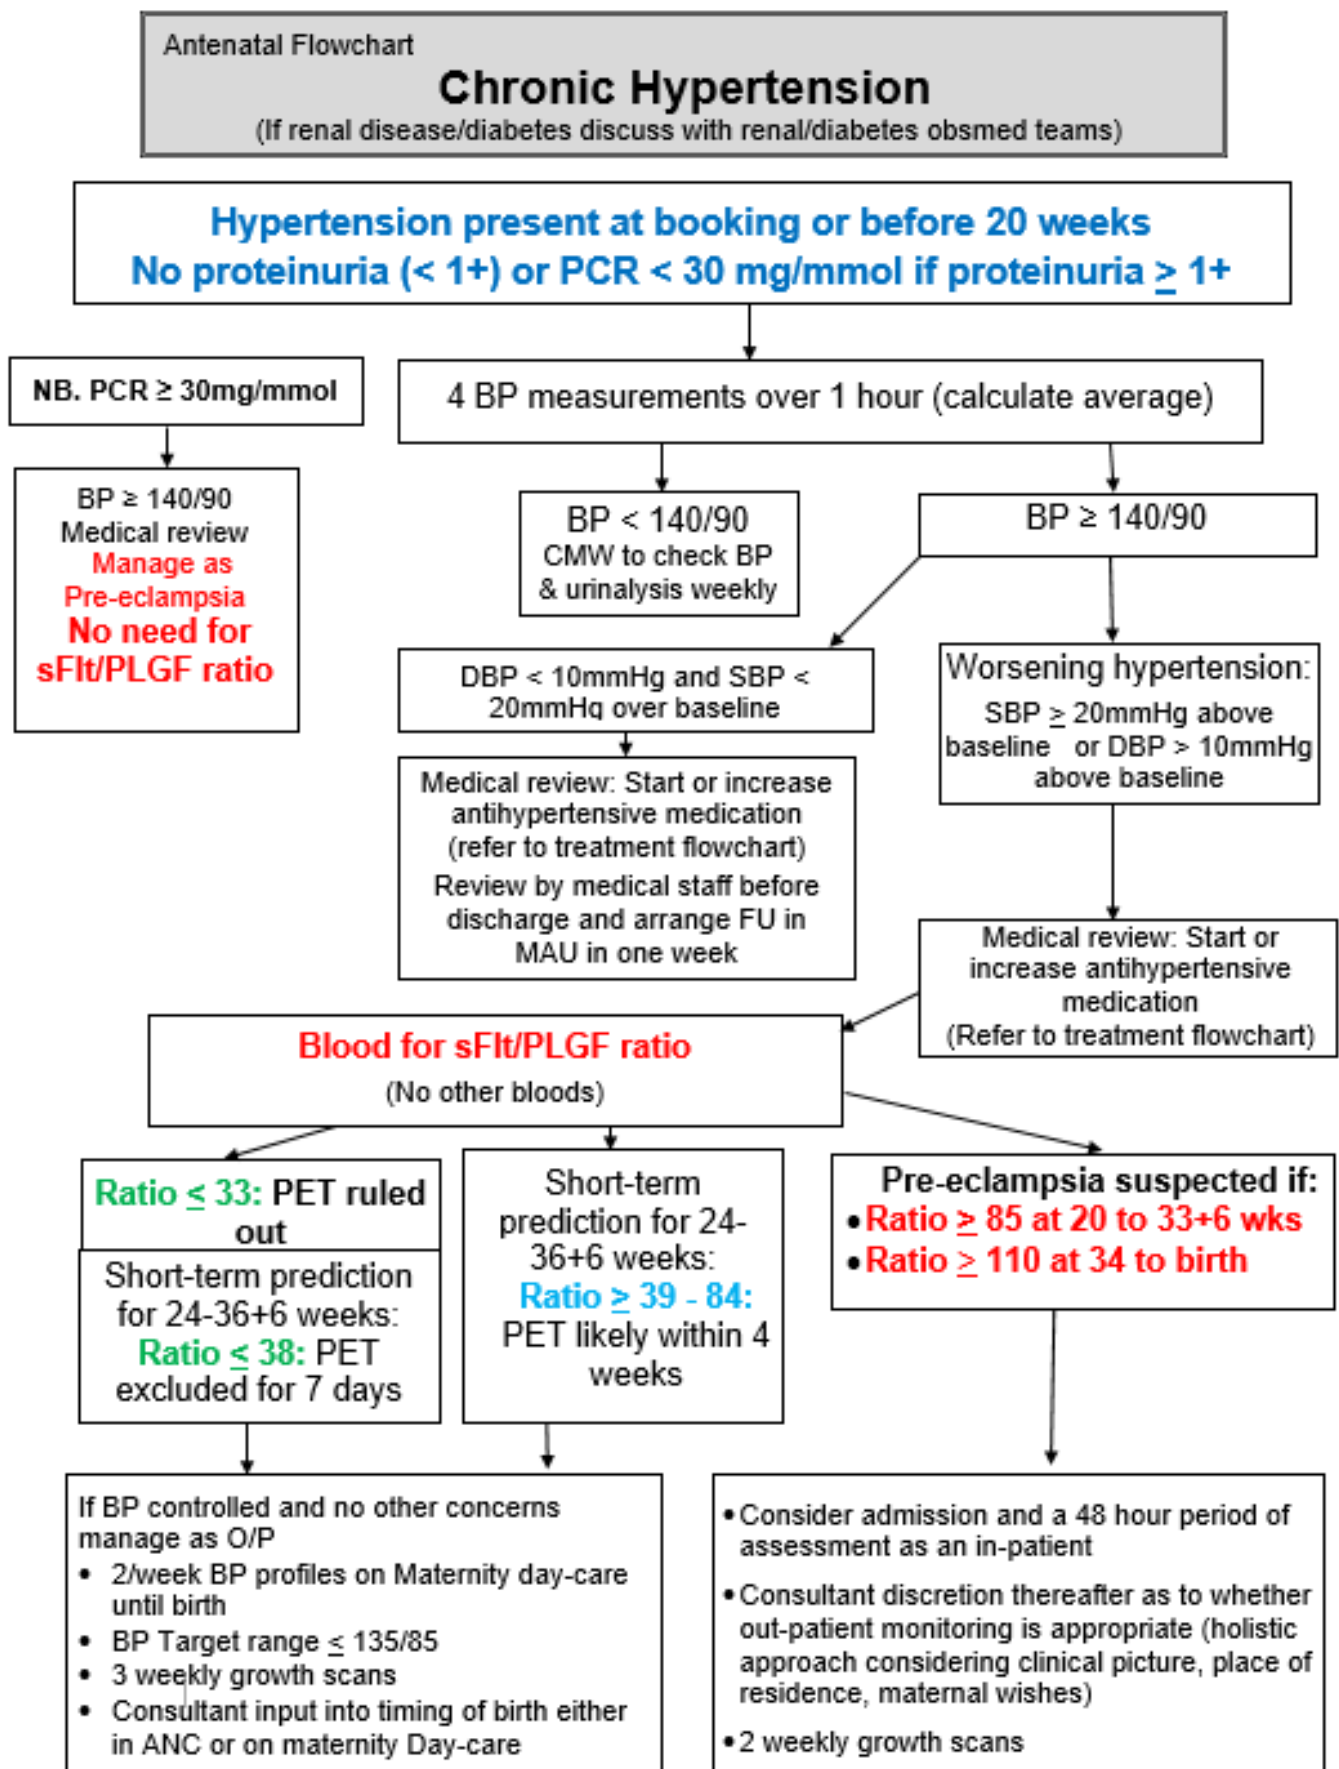 Antenatal Flowchart
Chronic Hypertension
(If renal disease/diabetes discuss with renal/diabetes obsmed teams)
Hypertension present at booking or before 20 weeks
No proteinuria (< 1+) or PCR < 30 mg/mmol if proteinuria ≥ 1+
NB. PCR ≥ 30mg/mmol
BP ≥ 140/90
Medical review
Manage as
Pre-eclampsia
No need for
sFlt/PLGF ratio
4 BP measurements over 1 hour (calculate average)
BP < 140/90
CMW to check BP
& urinalysis weekly
BP ≥ 140/90
DBP < 10mmHg and SBP <
20mmHg over baseline
Worsening hypertension:
SBP ≥ 20mmHg above
baseline or DBP > 10mmHg
above baseline
Medical review: Start or increase
antihypertensive medication
(refer to treatment flowchart)
Review by medical staff before
discharge and arrange FU in
MAU in one week
Medical review: Start or
increase antihypertensive
medication
(Refer to treatment flowchart)
Blood for sFlt/PLGF ratio
(No other bloods)
Ratio ≤ 33: PET ruled
out
Short-term prediction
for 24-36+6 weeks:
Ratio ≤ 38: PET
excluded for 7 days
Short-term
prediction for 24-
36+6 weeks:
Ratio ≥ 39 - 84:
PET likely within 4
weeks
Pre-eclampsia suspected if:
• Ratio ≥ 85 at 20 to 33+6 wks
• Ratio ≥ 110 at 34 to birth
If BP controlled and no other concerns
manage as O/P
• 2/week BP profiles on Maternity day-care
until birth
• BP Target range ≤ 135/85
• 3 weekly growth scans
• Consultant input into timing of birth either
in ANC or on maternity Day-care
• Consider admission and a 48 hour period of
assessment as an in-patient
• Consultant discretion thereafter as to whether
out-patient monitoring is appropriate (holistic
approach considering clinical picture, place of
residence, maternal wishes)
• 2 weekly growth scans